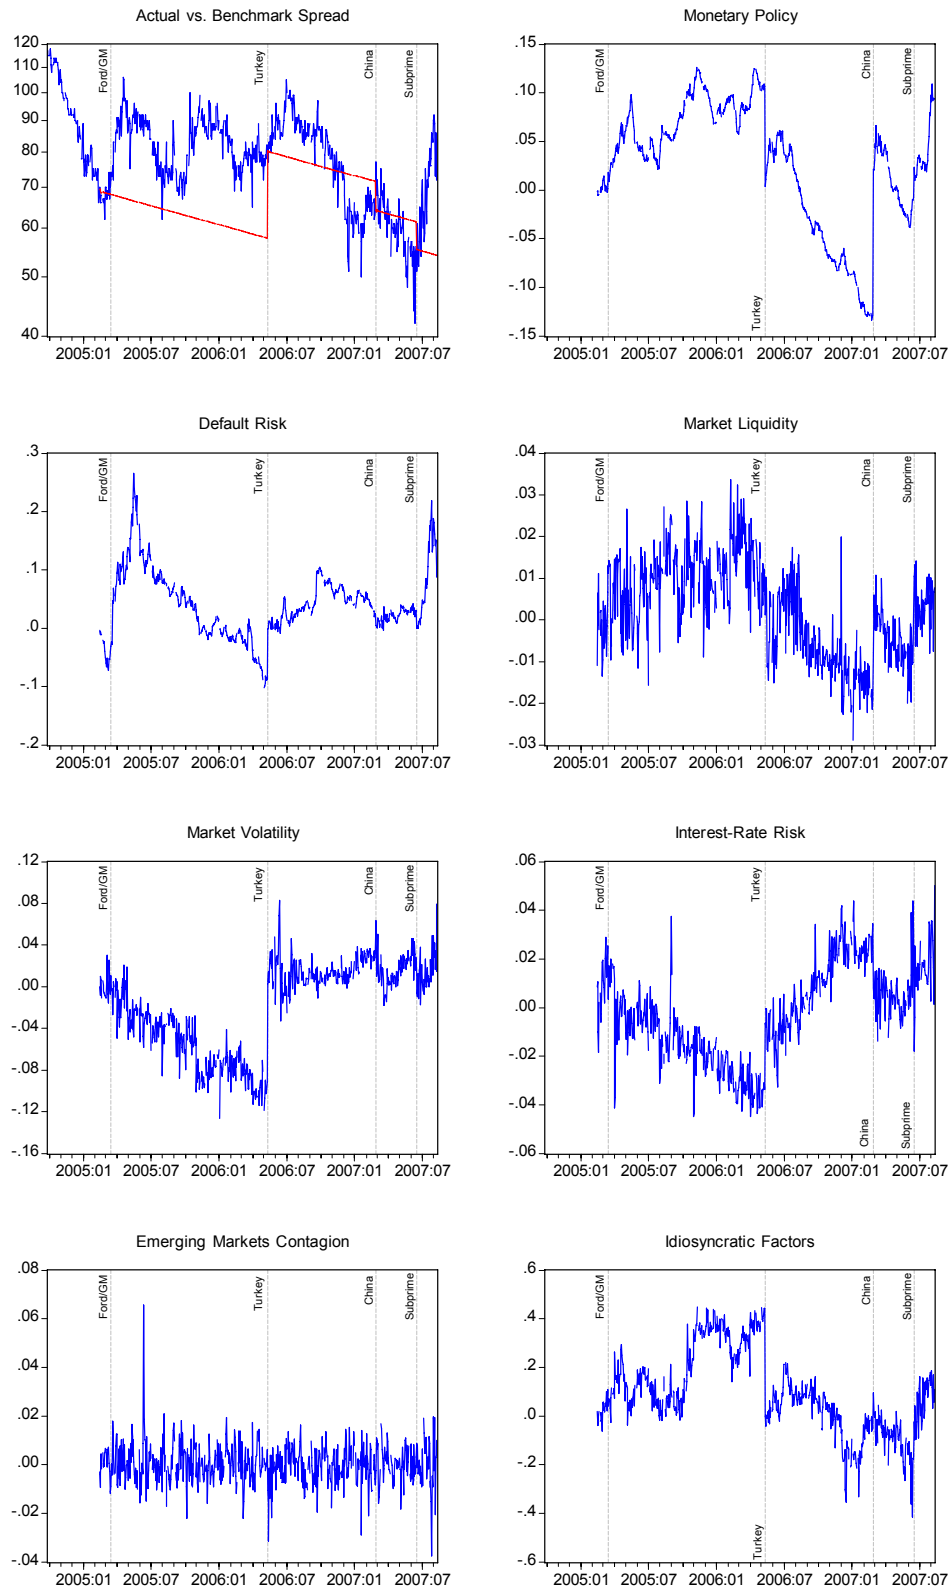 Actual vs. Benchmark Spread
120
110
100
90
80
70
60
50
40
Ford/GM
Turkey
China
Subprime
2005:01 2005:07 2006:01 2006:07 2007:01 2007:07
Monetary Policy
.15
.10
.05
.00
-.05
-.10
-.15
Ford/GM
Turkey
China
Subprime
2005:01 2005:07 2006:01 2006:07 2007:01 2007:07
Default Risk
.3
.2
.1
.0
-.1
-.2
Ford/GM
Turkey
China
Subprime
2005:01 2005:07 2006:01 2006:07 2007:01 2007:07
Market Liquidity
.04
.03
.02
.01
.00
-.01
-.02
-.03
Ford/GM
Turkey
China
Subprime
2005:01 2005:07 2006:01 2006:07 2007:01 2007:07
Market Volatility
.12
.08
.04
.00
-.04
-.08
-.12
-.16
Ford/GM
Turkey
China
Subprime
2005:01 2005:07 2006:01 2006:07 2007:01 2007:07
Interest-Rate Risk
.06
.04
.02
.00
-.02
-.04
-.06
Ford/GM
Turkey
China
Subprime
2005:01 2005:07 2006:01 2006:07 2007:01 2007:07
Emerging Markets Contagion
.08
.06
.04
.02
.00
-.02
-.04
Ford/GM
Turkey
China
Subprime
2005:01 2005:07 2006:01 2006:07 2007:01 2007:07
Idiosyncratic Factors
.6
.4
.2
.0
-.2
-.4
-.6
Ford/GM
Turkey
China
Subprime
2005:01 2005:07 2006:01 2006:07 2007:01 2007:07